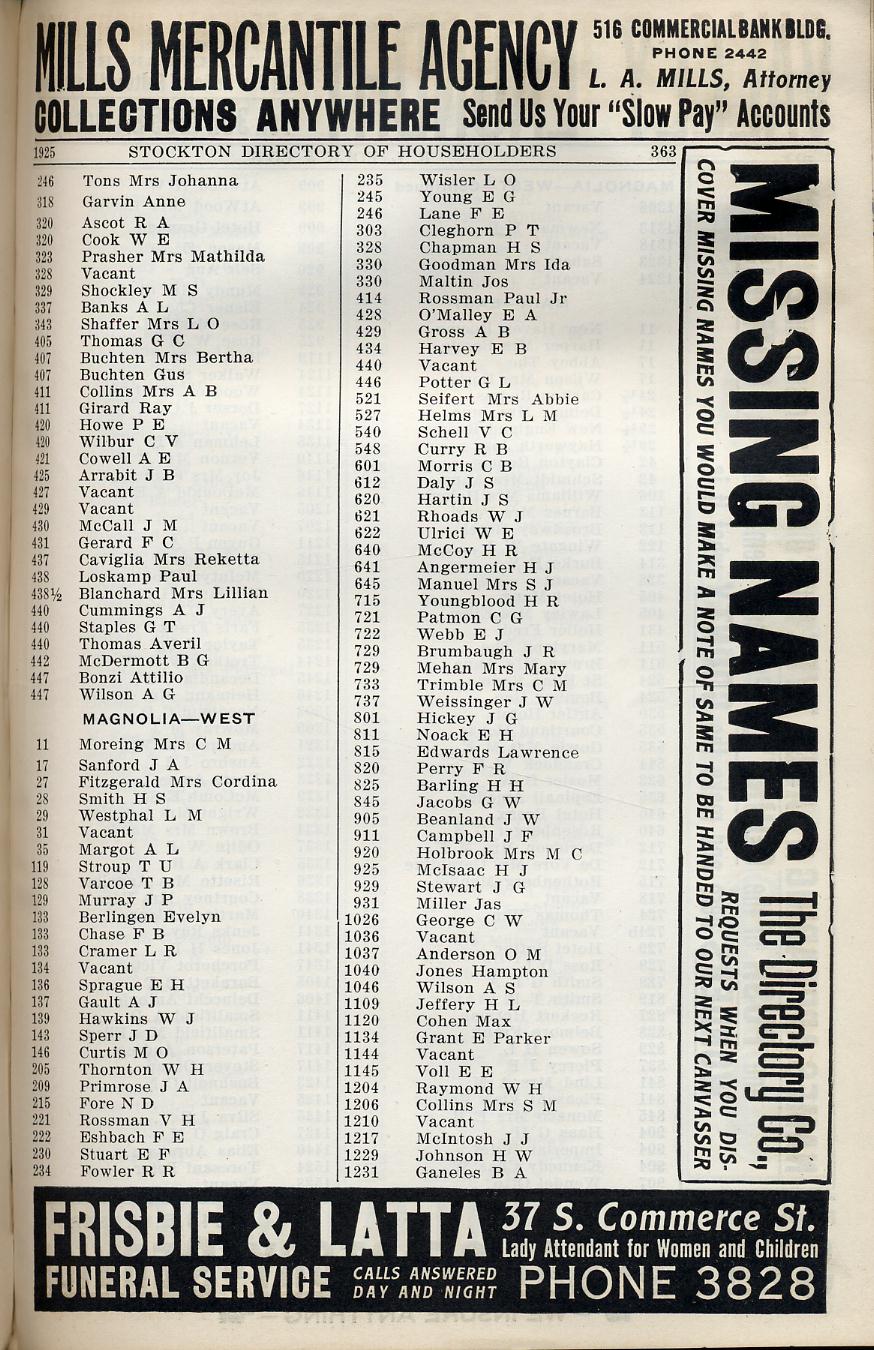 MILLS MERCANTILE AGENCY
516 COMMERCIAL BANK BLDG.
PHONE 2442
L. A. MILLS, Attorney
COLLECTIONS ANYWHERE Send Us Your "Slow Pay" Accounts
1925 STOCKTON DIRECTORY OF HOUSEHOLDERS 363
246 Tons Mrs Johanna
318 Garvin Anne
320 Ascot R A
320 Cook W E
323 Prasher Mrs Mathilda
328 Vacant
329 Shockley M S
337 Banks A L
343 Shaffer Mrs L O
405 Thomas G C
407 Buchten Mrs Bertha
407 Buchten Gus
411 Collins Mrs A B
411 Girard Ray
420 Howe P E
420 Wilbur C V
421 Cowell A E
425 Arrabit J B
427 Vacant
429 Vacant
430 McCall J M
431 Gerard F C
437 Caviglia Mrs Reketta
438 Loskamp Paul
438½ Blanchard Mrs Lillian
440 Cummings A J
440 Staples G T
440 Thomas Averil
442 McDermott B G
447 Bonzi Attilio
447 Wilson A G
MAGNOLIA—WEST
11 Moreing Mrs C M
17 Sanford J A
27 Fitzgerald Mrs Cordina
28 Smith H S
29 Westphal L M
31 Vacant
35 Margot A L
119 Stroup T U
128 Varcoe T B
129 Murray J P
133 Berlingen Evelyn
133 Chase F B
133 Cramer L R
134 Vacant
136 Sprague E H
137 Gault A J
139 Hawkins W J
143 Sperr J D
146 Curtis M O
205 Thornton W H
209 Primrose J A
215 Fore N D
221 Rossman V H
222 Eshbach F E
230 Stuart E F
234 Fowler R R
235 Wisler L O
245 Young E G
246 Lane F E
303 Cleghorn P T
328 Chapman H S
330 Goodman Mrs Ida
330 Maltin Jos
414 Rossman Paul Jr
428 O'Malley E A
429 Gross A B
434 Harvey E B
440 Vacant
446 Potter G L
521 Seifert Mrs Abbie
527 Helms Mrs L M
540 Schell V C
548 Curry R B
601 Morris C B
612 Daly J S
620 Hartin J S
621 Rhoads W J
622 Ulrici W E
640 McCoy H R
641 Angermeier H J
645 Manuel Mrs S J
715 Youngblood H R
721 Patmon C G
722 Webb E J
729 Brumbaugh J R
729 Mehan Mrs Mary
733 Trimble Mrs C M
737 Weissinger J W
801 Hickey J G
811 Noack E H
815 Edwards Lawrence
820 Perry F R
825 Barling H H
845 Jacobs G W
905 Beanland J W
911 Campbell J F
920 Holbrook Mrs M C
925 McIsaac H J
929 Stewart J G
931 Miller Jas
1026 George C W
1036 Vacant
1037 Anderson O M
1040 Jones Hampton
1046 Wilson A S
1109 Jeffery H L
1120 Cohen Max
1134 Grant E Parker
1144 Vacant
1145 Voll E E
1204 Raymond W H
1206 Collins Mrs S M
1210 Vacant
1217 McIntosh J J
1229 Johnson H W
1231 Ganeles B A
MISSING NAMES The Directory Co.,
REQUESTS WHEN YOU DIS-
COVER MISSING NAMES YOU WOULD MAKE A NOTE OF SAME TO BE HANDED TO OUR NEXT CANVASSER
FRISBIE & LATTA
37 S. Commerce St.
Lady Attendant for Women and Children
FUNERAL SERVICE
CALLS ANSWERED
DAY AND NIGHT
PHONE 3828